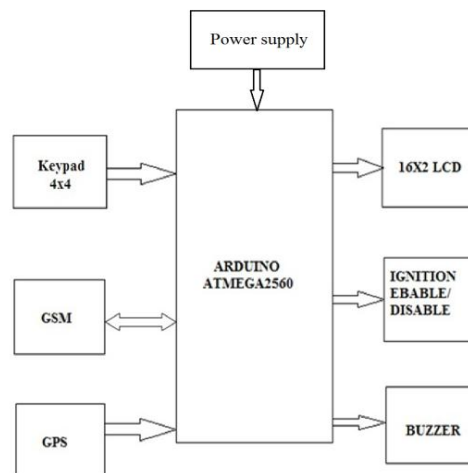 Power supply
Keypad
4x4
16X2 LCD
ARDUINO
ATMEGA2560
IGNITION
EBABLE/
DISABLE
GSM
GPS
BUZZER